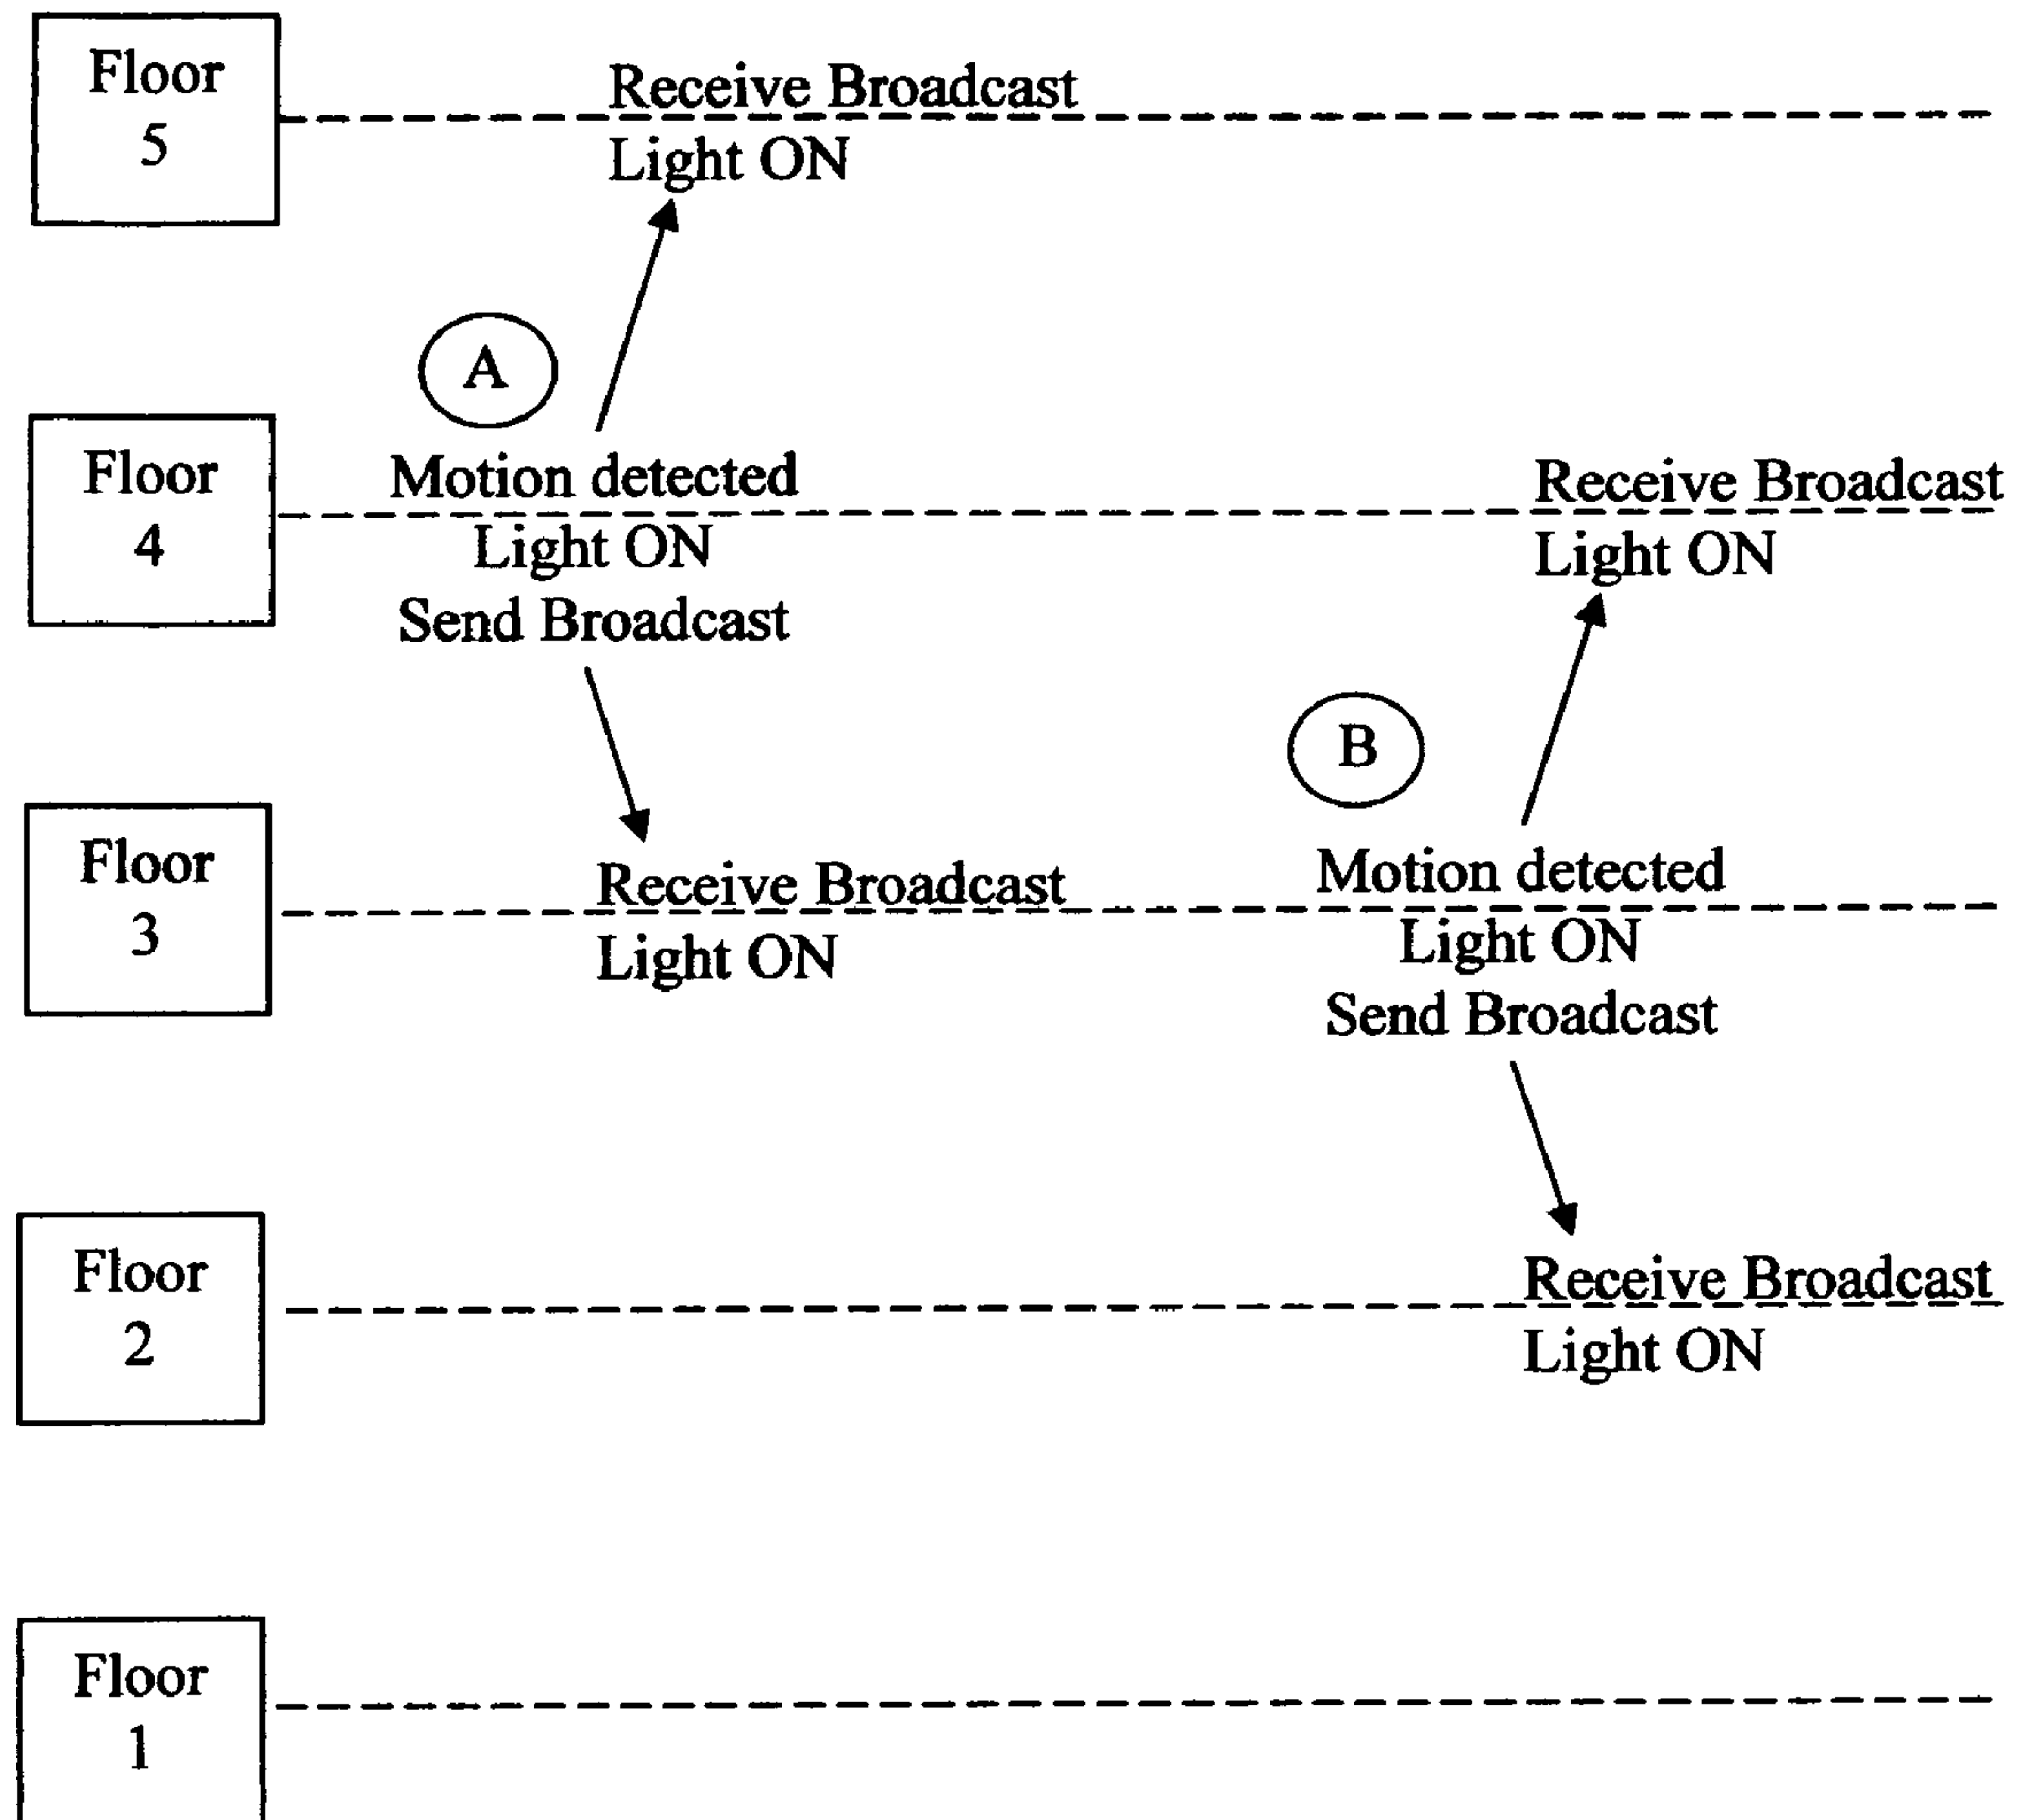 Floor
5
Receive Broadcast
Light ON
A
Floor
4
Motion detected
Light ON
Send Broadcast
Receive Broadcast
Light ON
B
Floor
3
Receive Broadcast
Light ON
Motion detected
Light ON
Send Broadcast
Floor
2
Receive Broadcast
Light ON
Floor
1